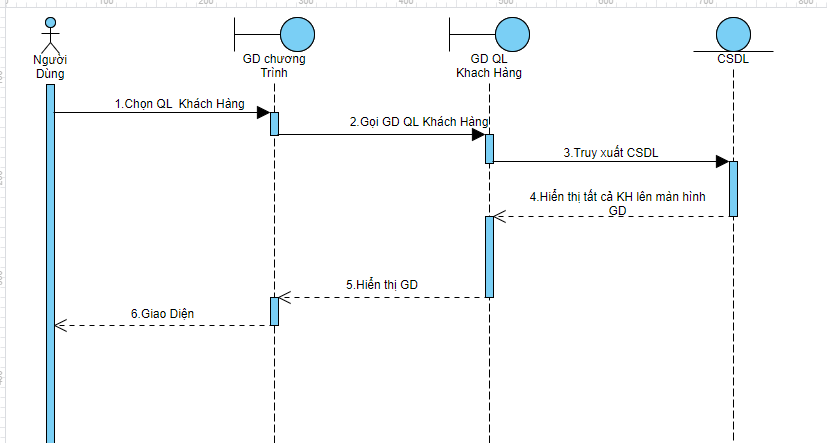 Người
Dùng
GD chương
Trình
GD QL
Khach Hàng
CSDL
1.Chọn QL Khách Hàng
2.Gọi GD QL Khách Hàng
3.Truy xuất CSDL
4.Hiển thị tất cả KH lên màn hình
GD
5.Hiển thị GD
6.Giao Diện